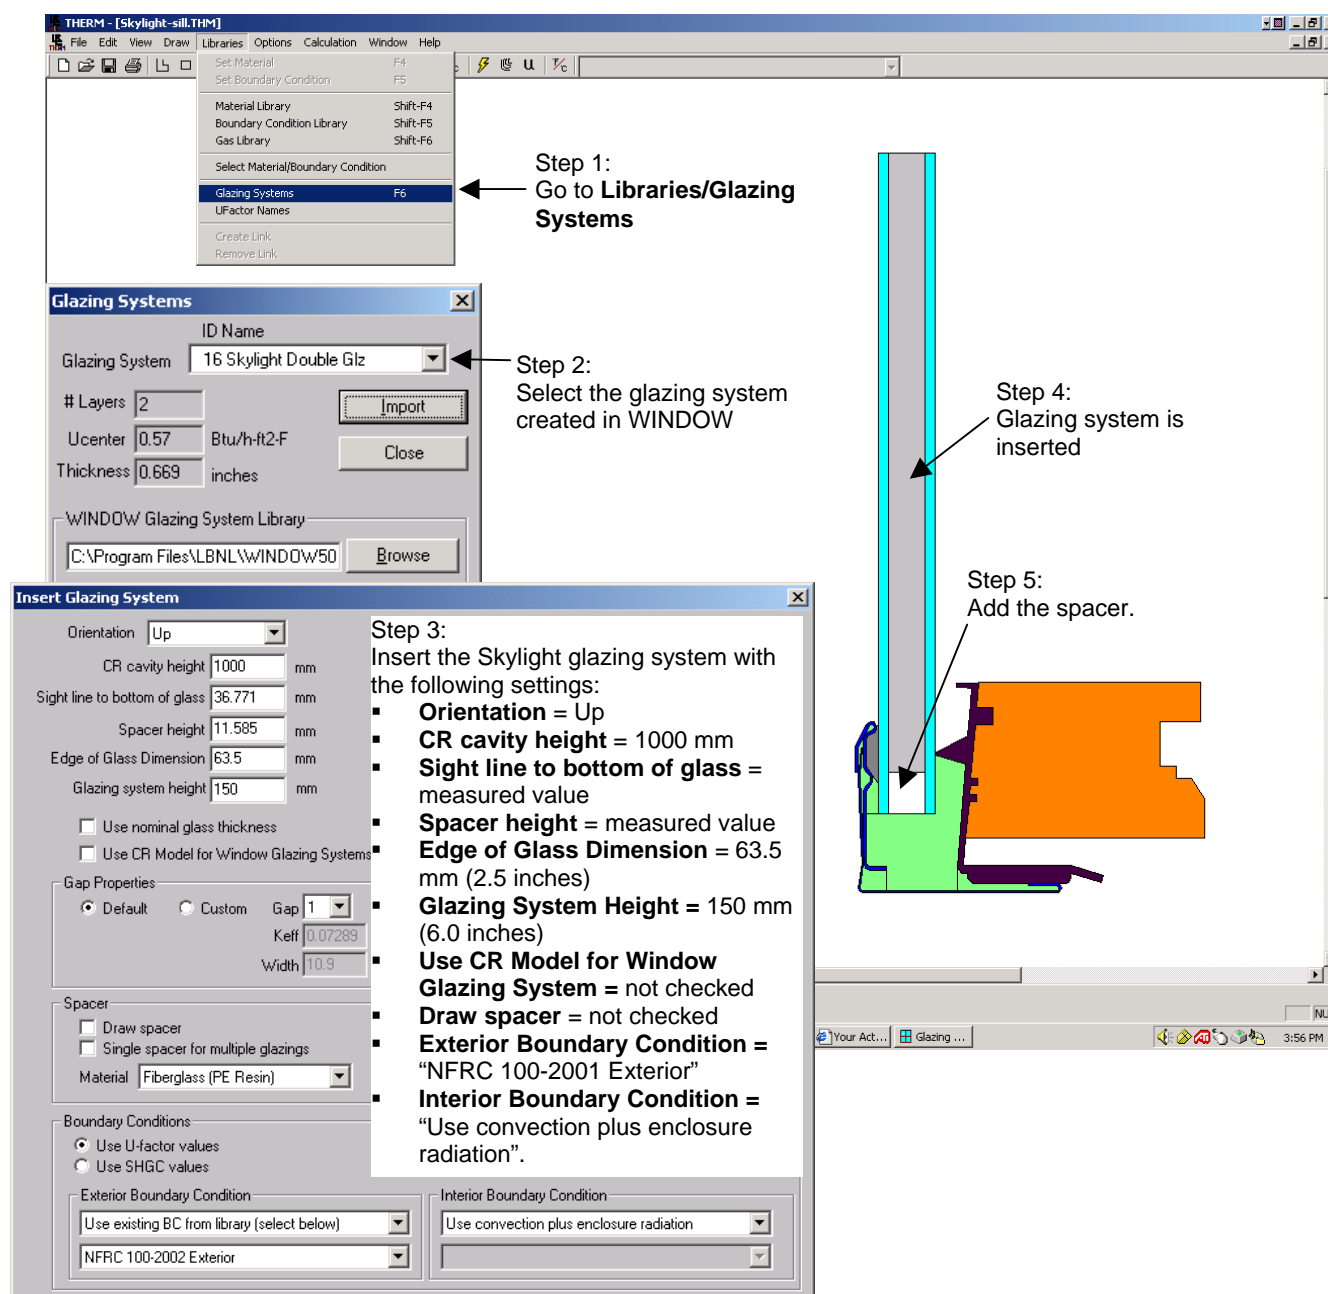 THERM - [Skylight-sill.THM]
File Edit View Draw Libraries Options Calculation Window Help
Set Material F4
Set Boundary Condition F5
Material Library Shift-F4
Boundary Condition Library Shift-F5
Gas Library Shift-F6
Select Material/Boundary Condition
Glazing Systems F6
UFactor Names
Create Link
Remove Link
Step 1:
Go to Libraries/Glazing
Systems
Glazing Systems
ID Name
Glazing System 16 Skylight Double Glz
# Layers 2
Import
Ucenter 0.57 Btu/h-ft2-F
Close
Thickness 0.669 inches
WINDOW Glazing System Library
C:\Program Files\LBNL\WINDOW50
Browse
Step 2:
Select the glazing system
created in WINDOW
Step 4:
Glazing system is
inserted
Step 5:
Add the spacer.
Insert Glazing System
Orientation Up
CR cavity height 1000 mm
Sight line to bottom of glass 36.771 mm
Spacer height 11.585 mm
Edge of Glass Dimension 63.5 mm
Glazing system height 150 mm
Use nominal glass thickness
Use CR Model for Window Glazing Systems
Gap Properties
Default Custom Gap 1
Keff 0.07289
Width 10.9
Spacer
Draw spacer
Single spacer for multiple glazings
Material Fiberglass (PE Resin)
Boundary Conditions
Use U-factor values
Use SHGC values
Exterior Boundary Condition
Use existing BC from library (select below)
NFRC 100-2002 Exterior
Interior Boundary Condition
Use convection plus enclosure radiation
Step 3:
Insert the Skylight glazing system with
the following settings:
▪ Orientation = Up
▪ CR cavity height = 1000 mm
▪ Sight line to bottom of glass =
measured value
▪ Spacer height = measured value
▪ Edge of Glass Dimension = 63.5
mm (2.5 inches)
▪ Glazing System Height = 150 mm
(6.0 inches)
▪ Use CR Model for Window
Glazing System = not checked
▪ Draw spacer = not checked
▪ Exterior Boundary Condition =
“NFRC 100-2001 Exterior”
▪ Interior Boundary Condition =
“Use convection plus enclosure
radiation”.
NU
Your Act... Glazing ... 3:56 PM